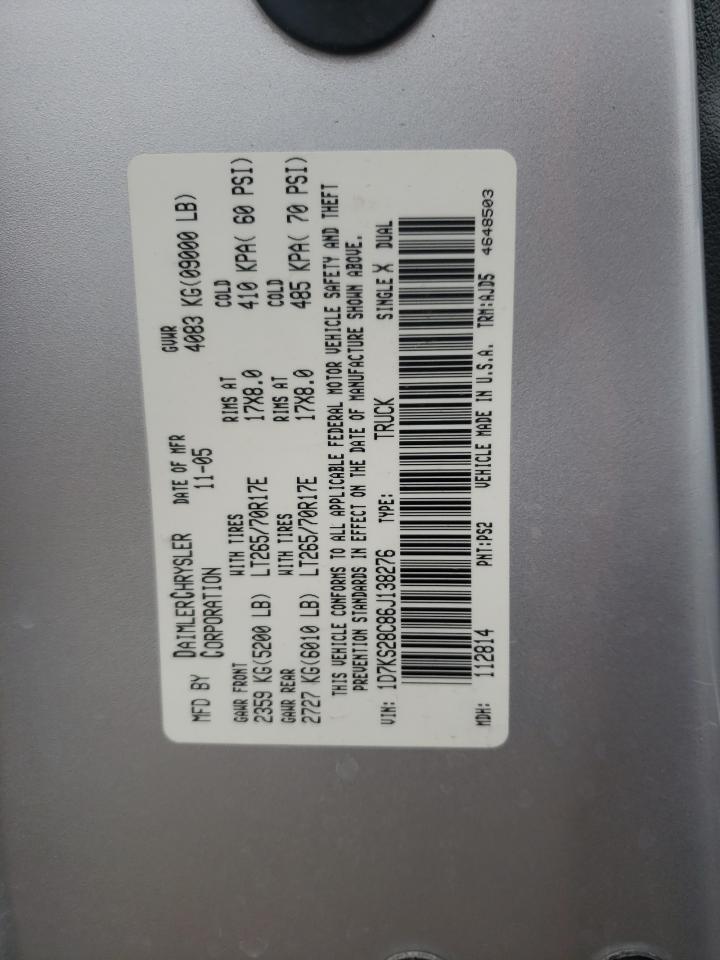 MFD BY DAIMLERCHRYSLER DATE OF MFR GVWR
CORPORATION 11-05 4083 KG(09000 LB)
GAWR FRONT WITH TIRES RIMS AT COLD
2359 KG(5200 LB) LT265/70R17E 17X8.0 410 KPA( 60 PSI)
GAWR REAR WITH TIRES RIMS AT COLD
2727 KG(6010 LB) LT265/70R17E 17X8.0 485 KPA( 70 PSI)
THIS VEHICLE CONFORMS TO ALL APPLICABLE FEDERAL MOTOR VEHICLE SAFETY AND THEFT
PREVENTION STANDARDS IN EFFECT ON THE DATE OF MANUFACTURE SHOWN ABOVE.
VIN: 1D7KS28C86J138276 TYPE: TRUCK SINGLE X DUAL
MDH: 112814 PNT:PS2 VEHICLE MADE IN U.S.A. TRM:AJD5 4648503